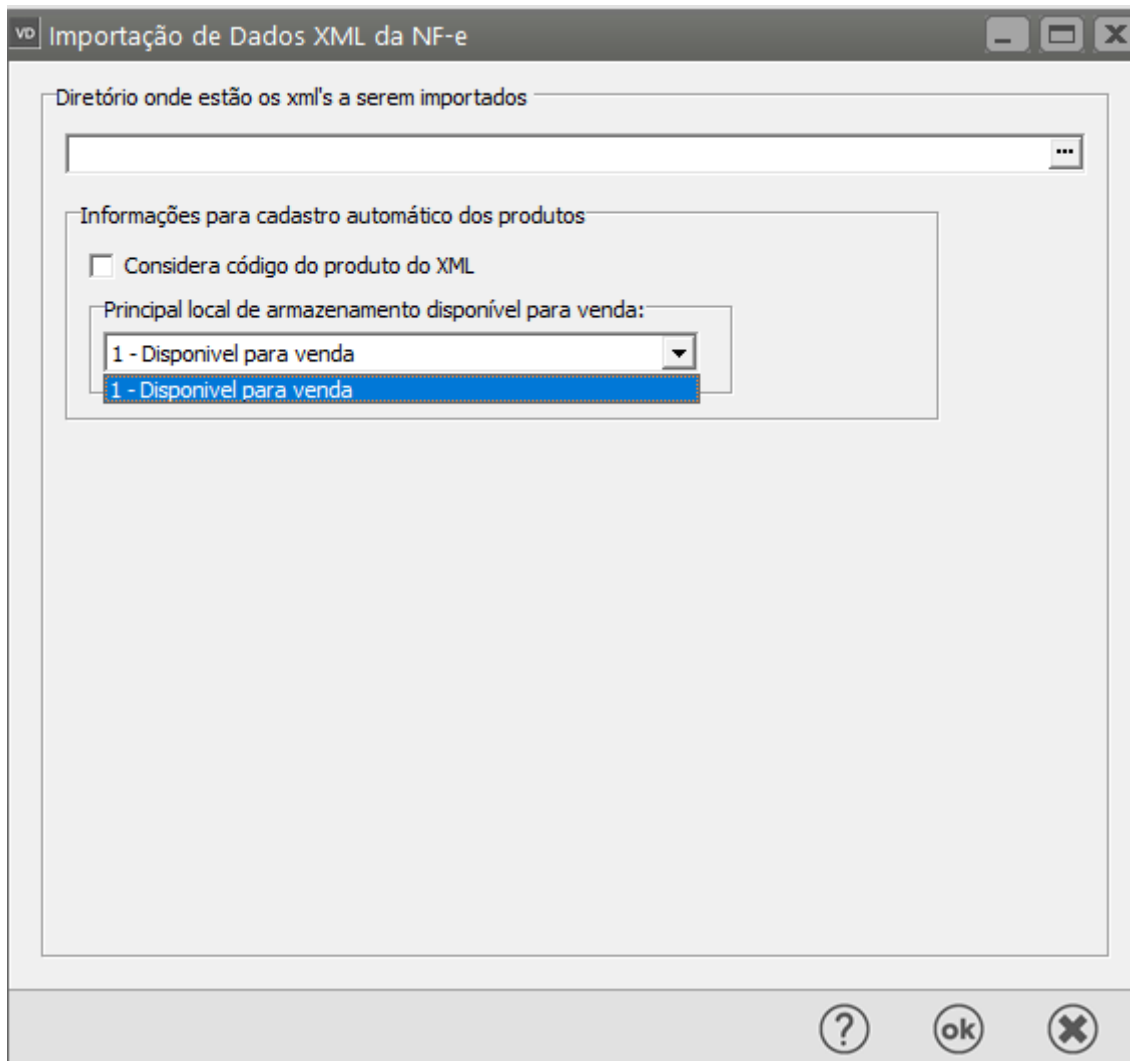 VD Importação de Dados XML da NF-e
Diretório onde estão os xml's a serem importados
...
Informações para cadastro automático dos produtos
Considera código do produto do XML
Principal local de armazenamento disponível para venda:
1 - Disponivel para venda
1 - Disponivel para venda
? ok